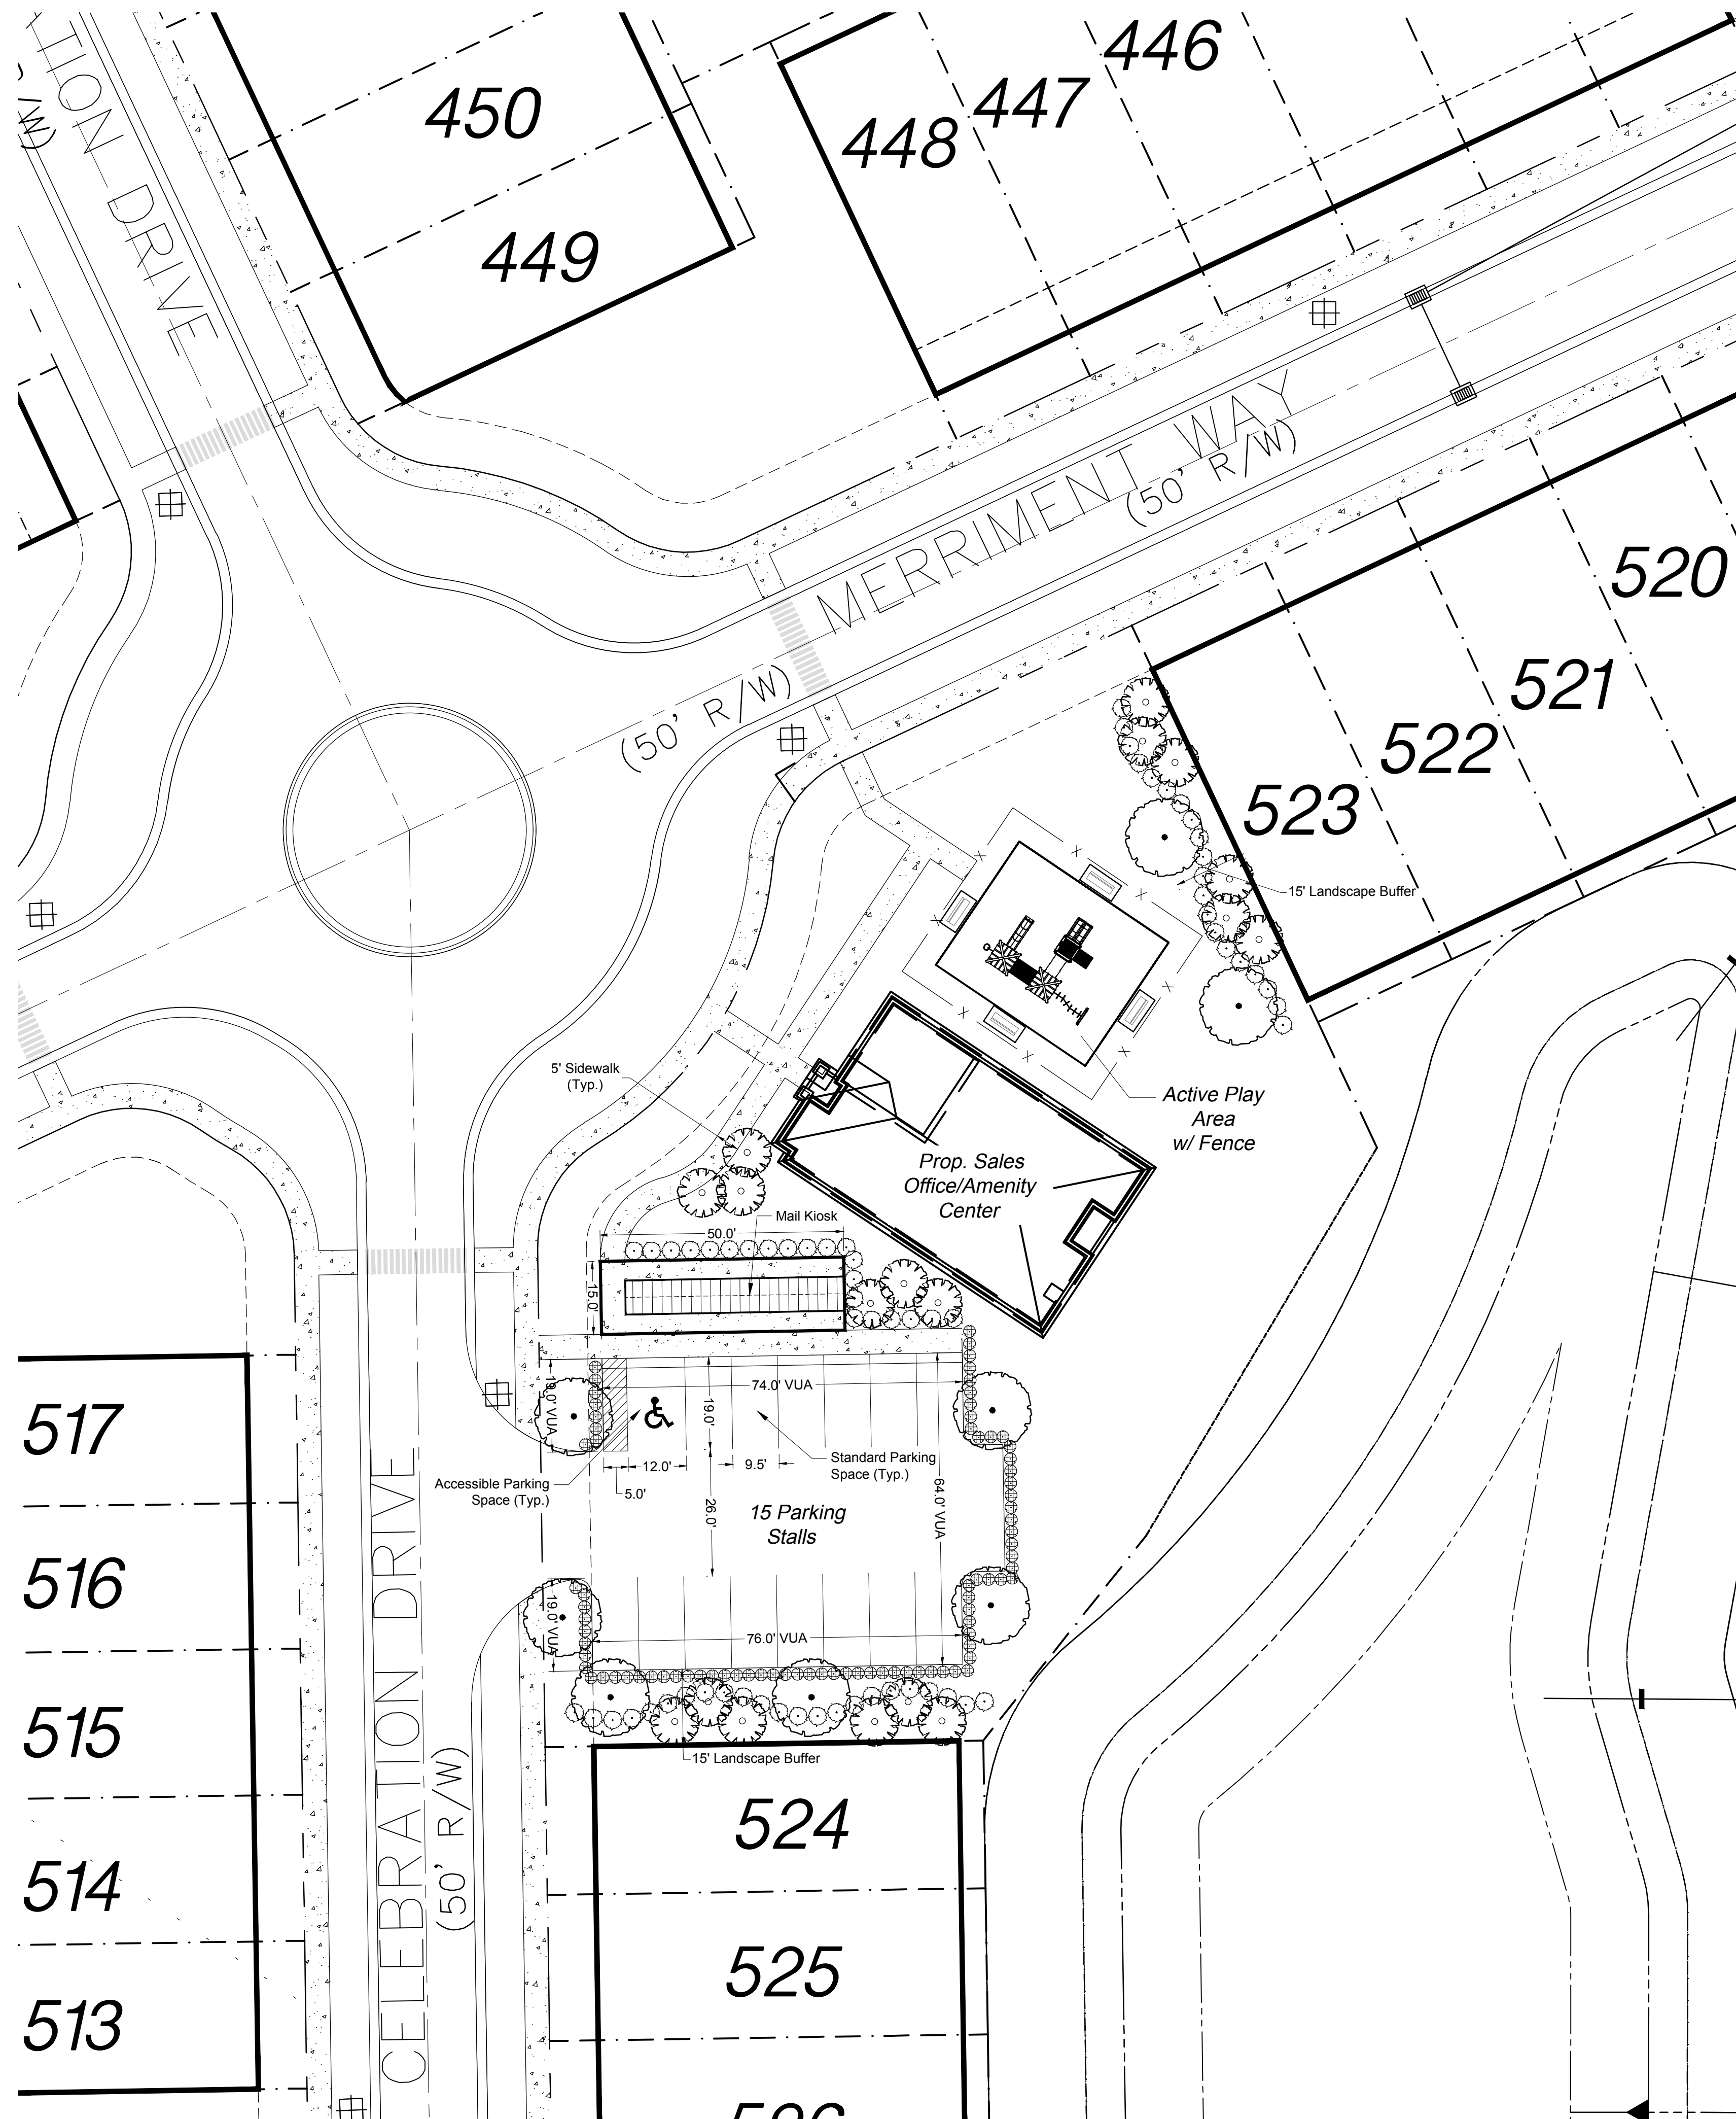 TION DRIVE
R/W)
450
449
448
447
446
MERRIMENT WAY
(50' R/W)
(50' R/W)
520
521
522
523
15' Landscape Buffer
Active Play
Area
w/ Fence
5' Sidewalk
(Typ.)
Prop. Sales
Office/Amenity
Center
Mail Kiosk
50.0'
15.0'
19.0' VUA
74.0' VUA
19.0'
Standard Parking
Space (Typ.)
12.0'
9.5'
5.0'
Accessible Parking
Space (Typ.)
26.0'
64.0' VUA
15 Parking
Stalls
19.0' VUA
76.0' VUA
15' Landscape Buffer
517
516
515
514
513
CELEBRATION DRIVE
(50' R/W)
524
525
526